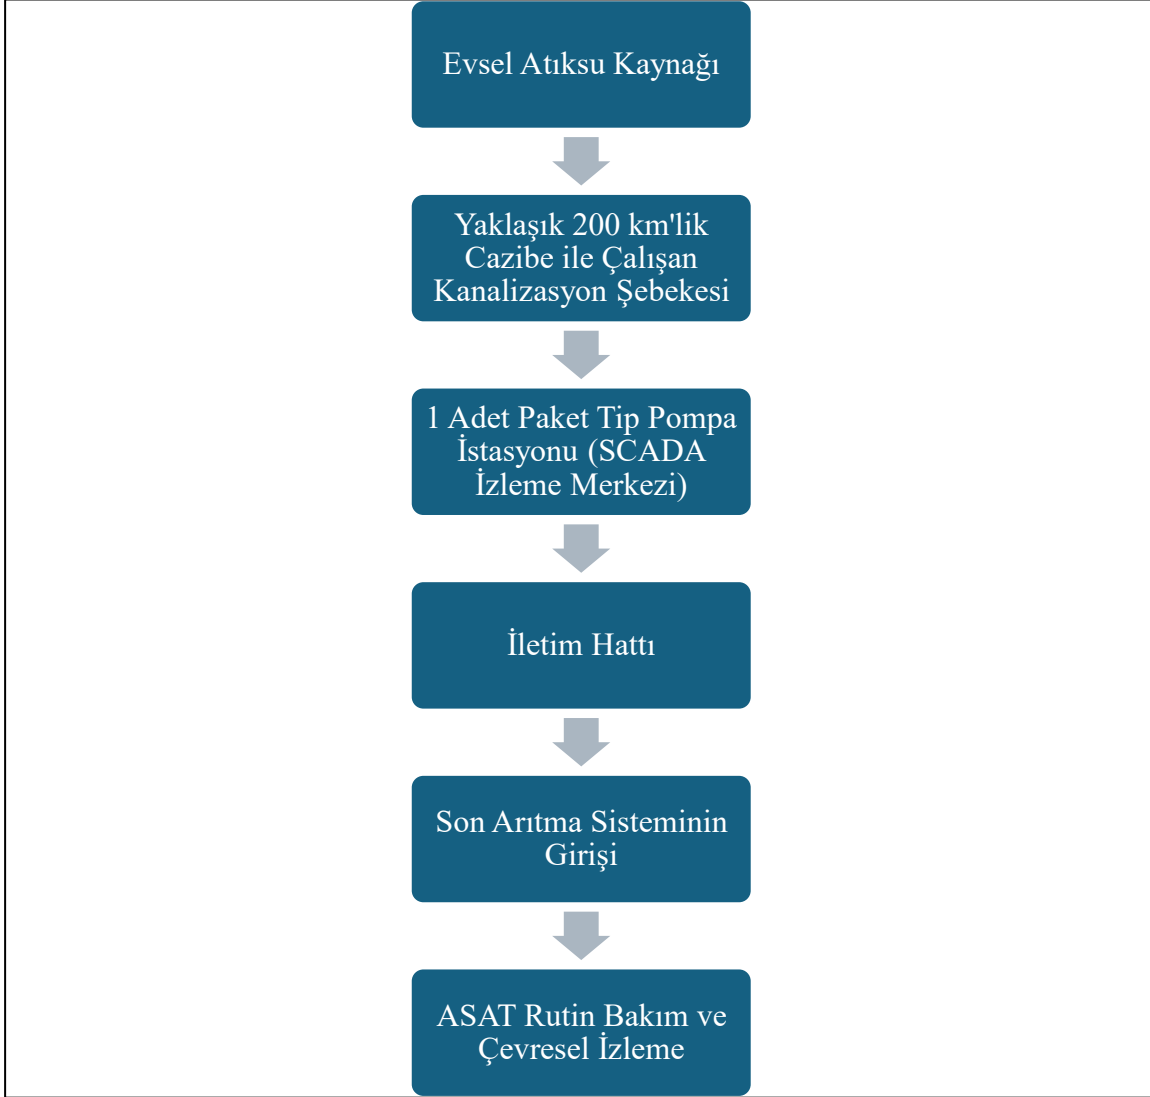 Evsel Atıksu Kaynağı
Yaklaşık 200 km'lik
Cazibe ile Çalışan
Kanalizasyon Şebekesi
1 Adet Paket Tip Pompa
İstasyonu (SCADA
İzleme Merkezi)
İletim Hattı
Son Arıtma Sisteminin
Girişi
ASAT Rutin Bakım ve
Çevresel İzleme